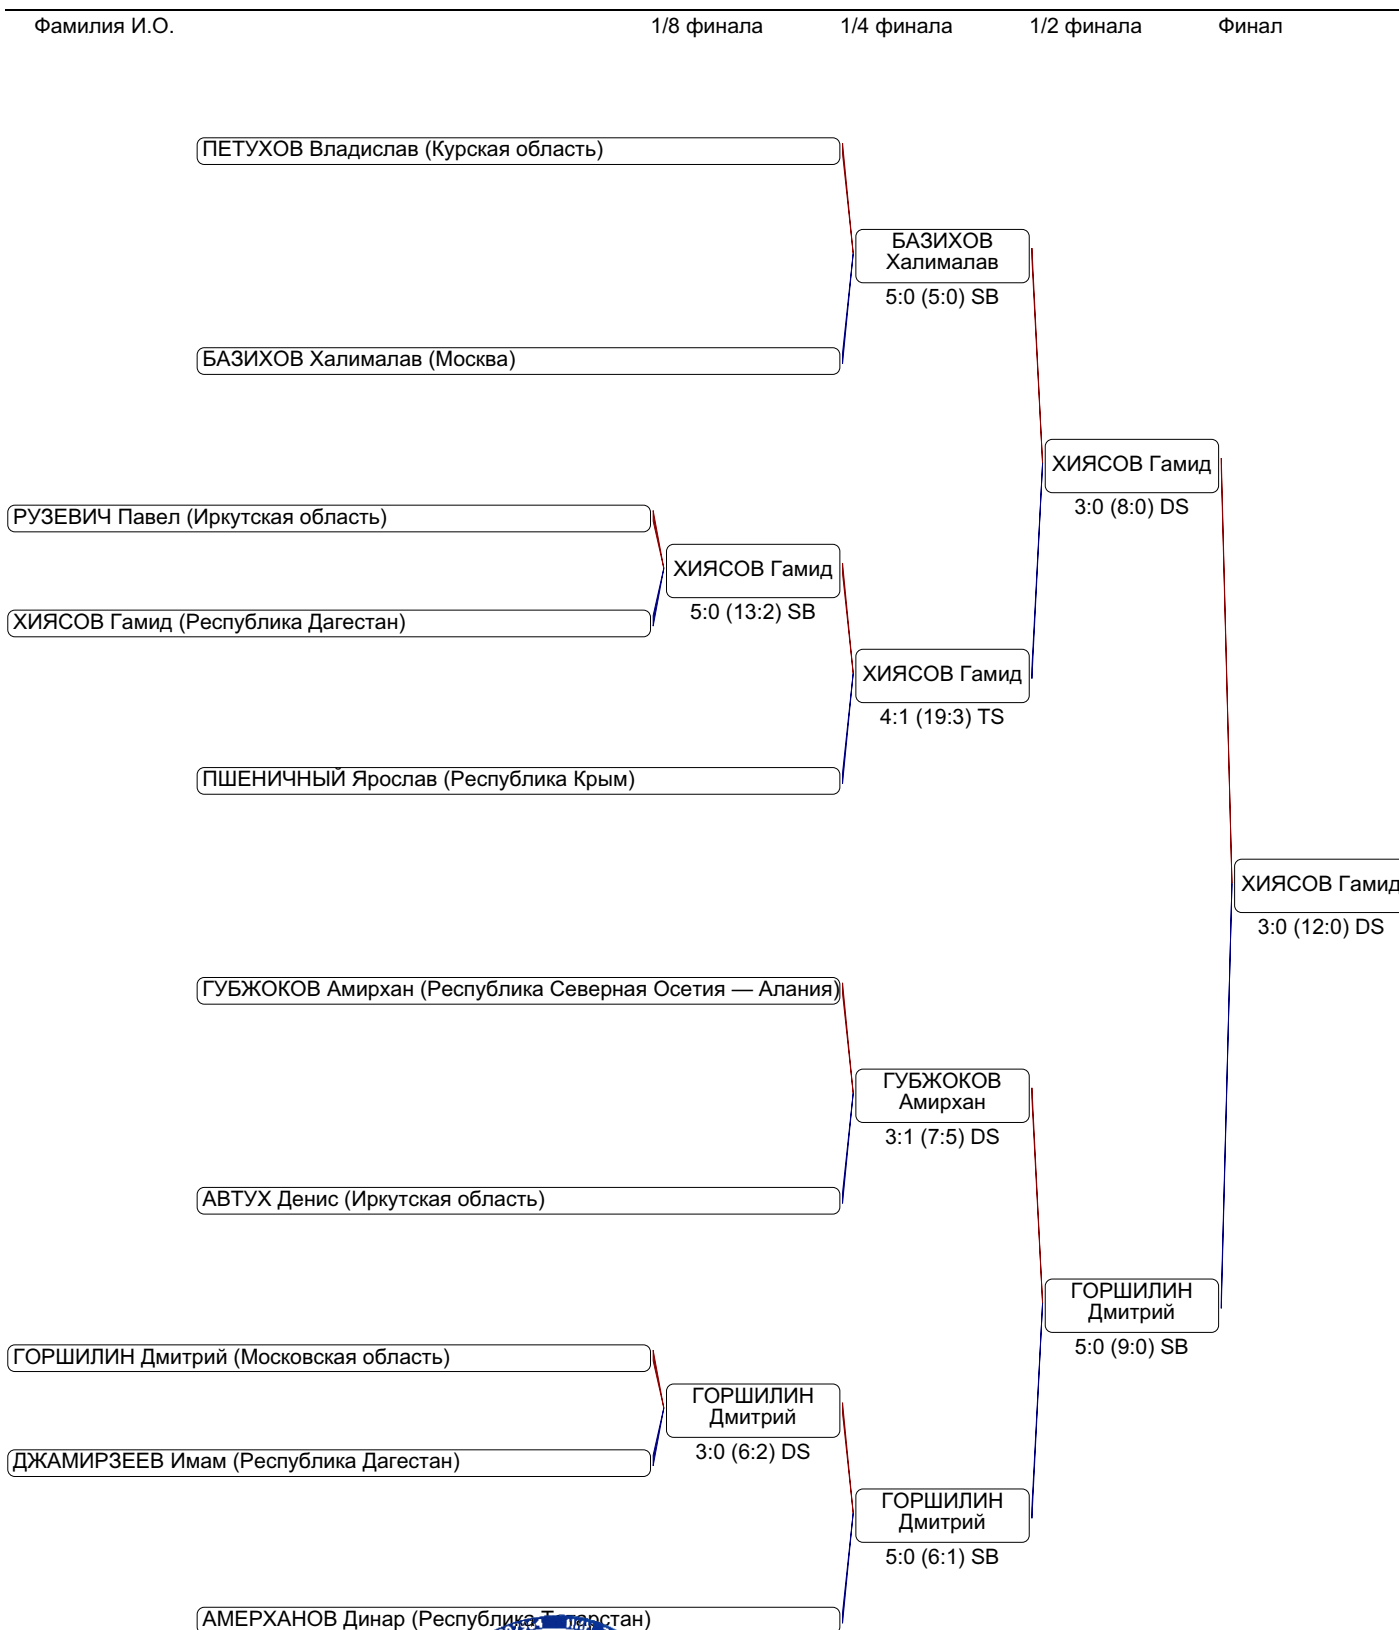 Фамилия И.О. 1/8 финала 1/4 финала 1/2 финала Финал
ПЕТУХОВ Владислав (Курская область)
БАЗИХОВ
Халималав
5:0 (5:0) SB
БАЗИХОВ Халималав (Москва)
ХИЯСОВ Гамид
3:0 (8:0) DS
РУЗЕВИЧ Павел (Иркутская область)
ХИЯСОВ Гамид
5:0 (13:2) SB
ХИЯСОВ Гамид (Республика Дагестан)
ХИЯСОВ Гамид
4:1 (19:3) TS
ПШЕНИЧНЫЙ Ярослав (Республика Крым)
ХИЯСОВ Гамид
3:0 (12:0) DS
ГУБЖОКОВ Амирхан (Республика Северная Осетия — Алания)
ГУБЖОКОВ
Амирхан
3:1 (7:5) DS
АВТУХ Денис (Иркутская область)
ГОРШИЛИН
Дмитрий
5:0 (9:0) SB
ГОРШИЛИН Дмитрий (Московская область)
ГОРШИЛИН
Дмитрий
3:0 (6:2) DS
ДЖАМИРЗЕЕВ Имам (Республика Дагестан)
ГОРШИЛИН
Дмитрий
5:0 (6:1) SB
АМЕРХАНОВ Динар (Республика Татарстан)